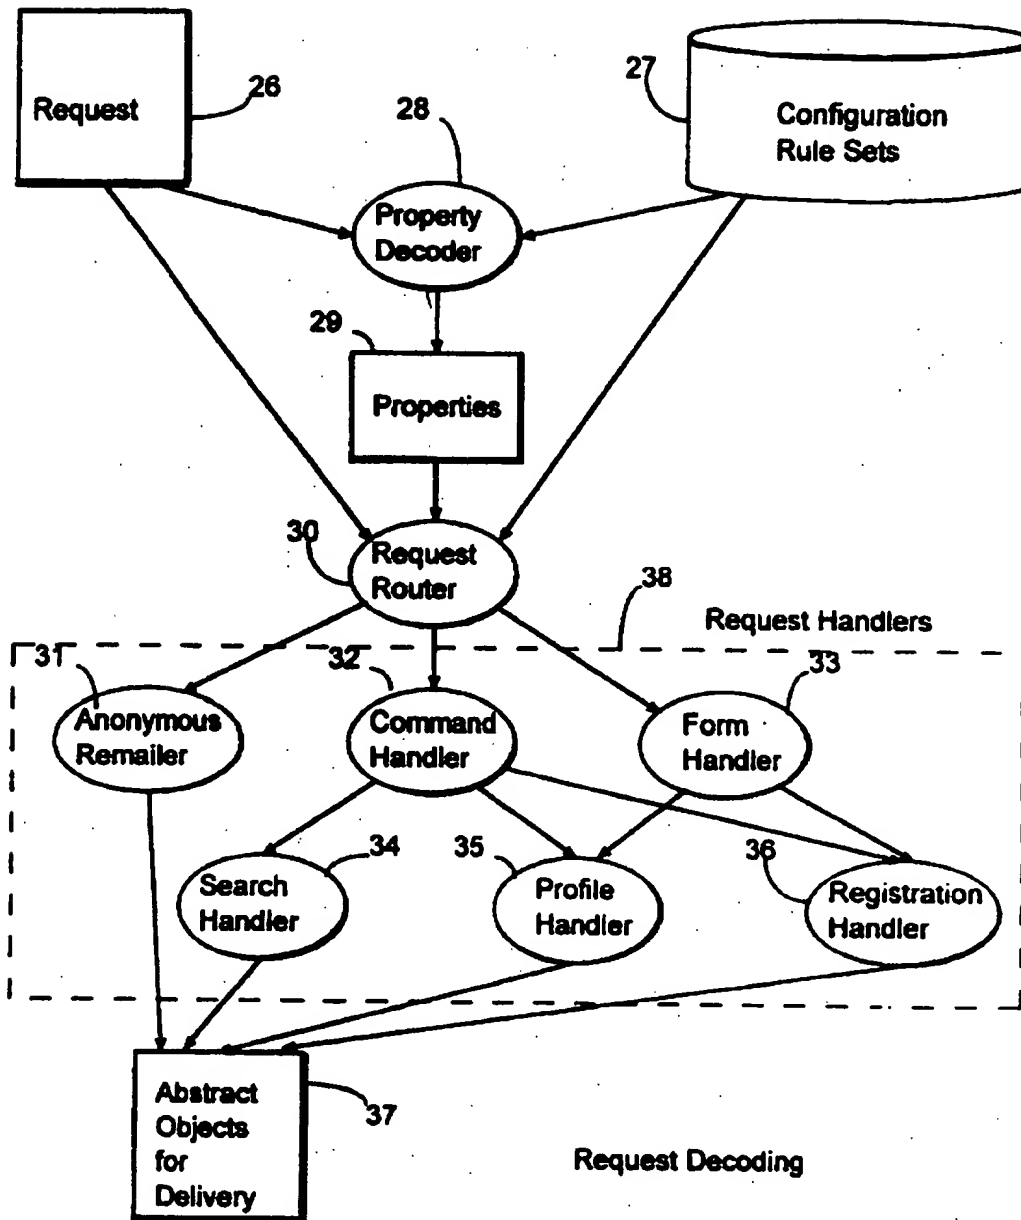 Request
26
27
Configuration
Rule Sets
28
Property
Decoder
29
Properties
30
Request
Router
38
Request Handlers
31
32
33
Anonymous
Remailer
Command
Handler
Form
Handler
34
35
36
Search
Handler
Profile
Handler
Registration
Handler
Abstract
Objects
for
Delivery
37
Request Decoding